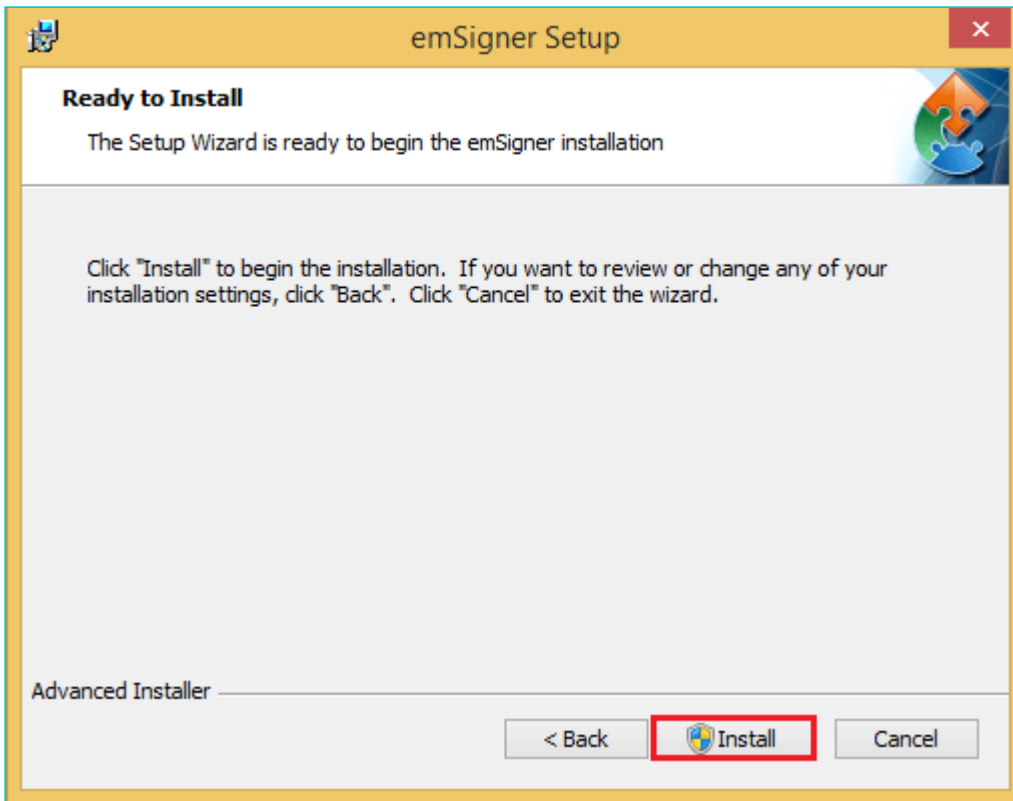 emSigner Setup
Ready to Install
The Setup Wizard is ready to begin the emSigner installation
Click "Install" to begin the installation.  If you want to review or change any of your
installation settings, click "Back".  Click "Cancel" to exit the wizard.
Advanced Installer
< Back
Install
Cancel